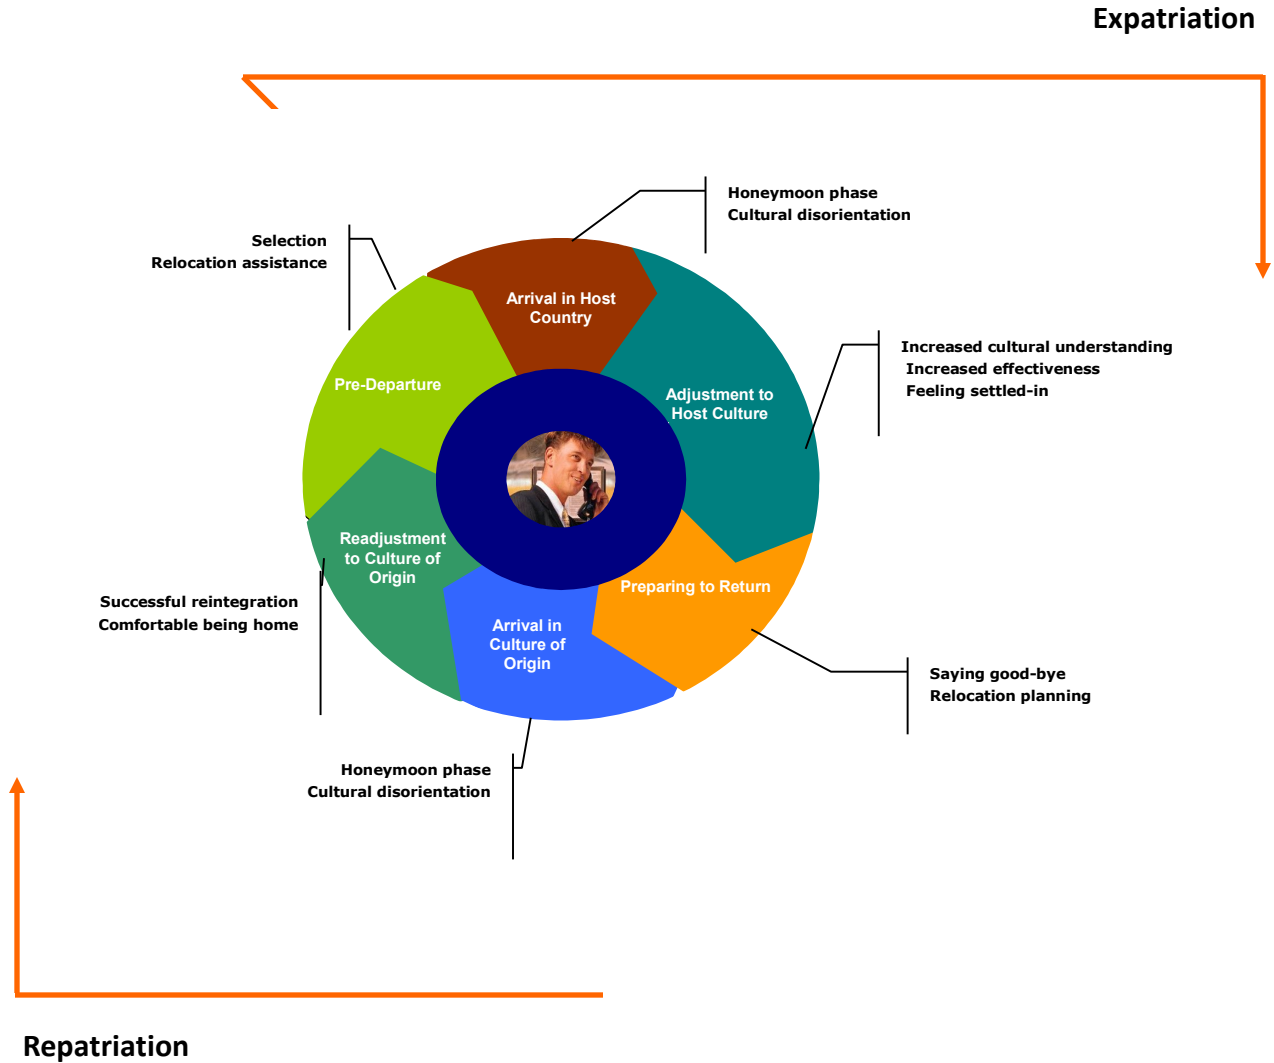 Expatriation
Honeymoon phase
Cultural disorientation
Selection
Relocation assistance
Arrival in Host
Country
Increased cultural understanding
Increased effectiveness
Feeling settled-in
Pre-Departure
Adjustment to
Host Culture
Readjustment
to Culture of
Origin
Preparing to Return
Successful reintegration
Comfortable being home
Arrival in
Culture of
Origin
Saying good-bye
Relocation planning
Honeymoon phase
Cultural disorientation
Repatriation